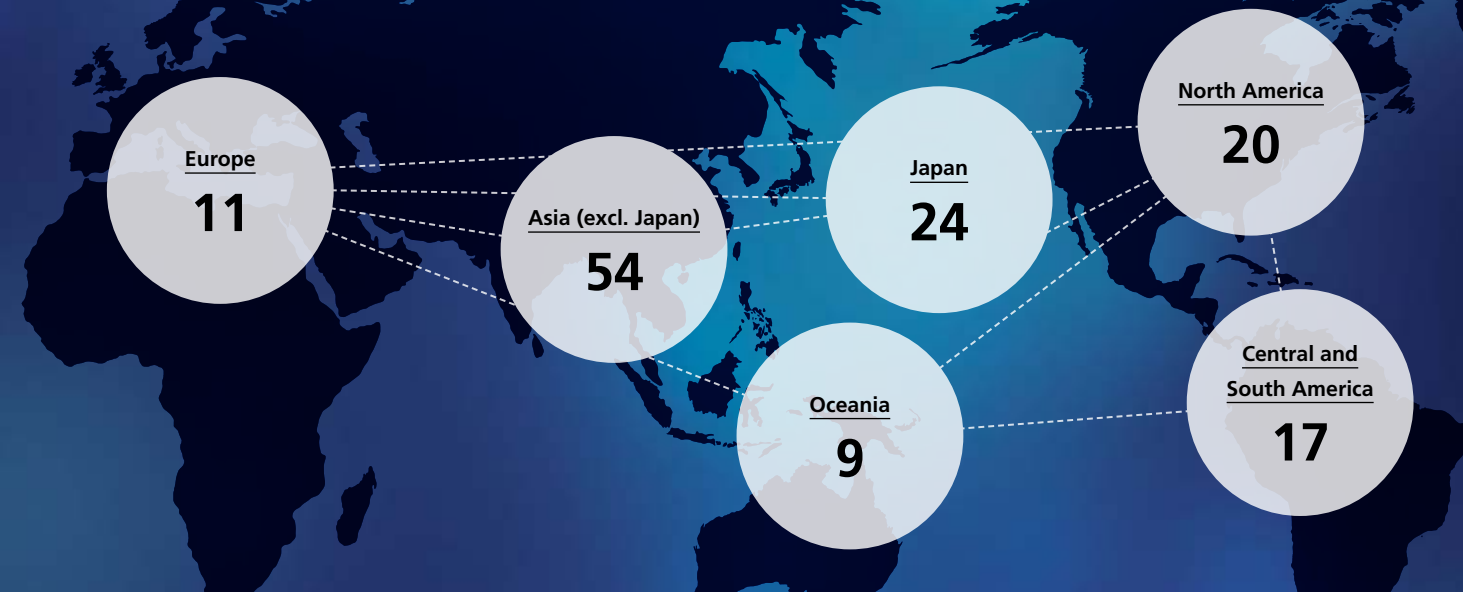 Europe
11
Asia (excl. Japan)
54
Japan
24
Oceania
9
North America
20
Central and
South America
17